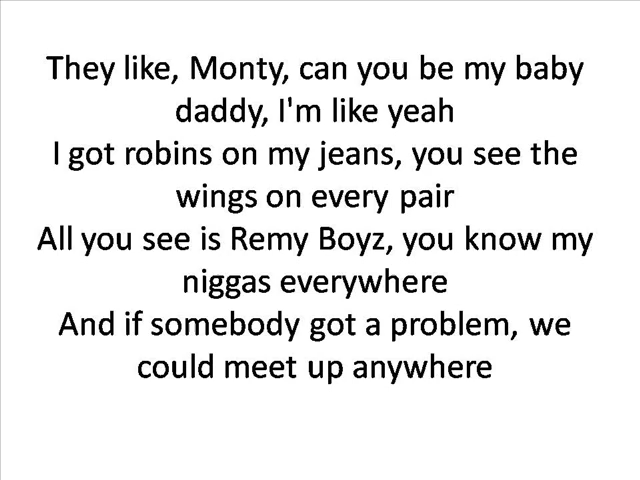 They like, Monty, can you be my baby
daddy, I'm like yeah
I got robins on my jeans, you see the
wings on every pair
All you see is Remy Boyz, you know my
niggas everywhere
And if somebody got a problem, we
could meet up anywhere